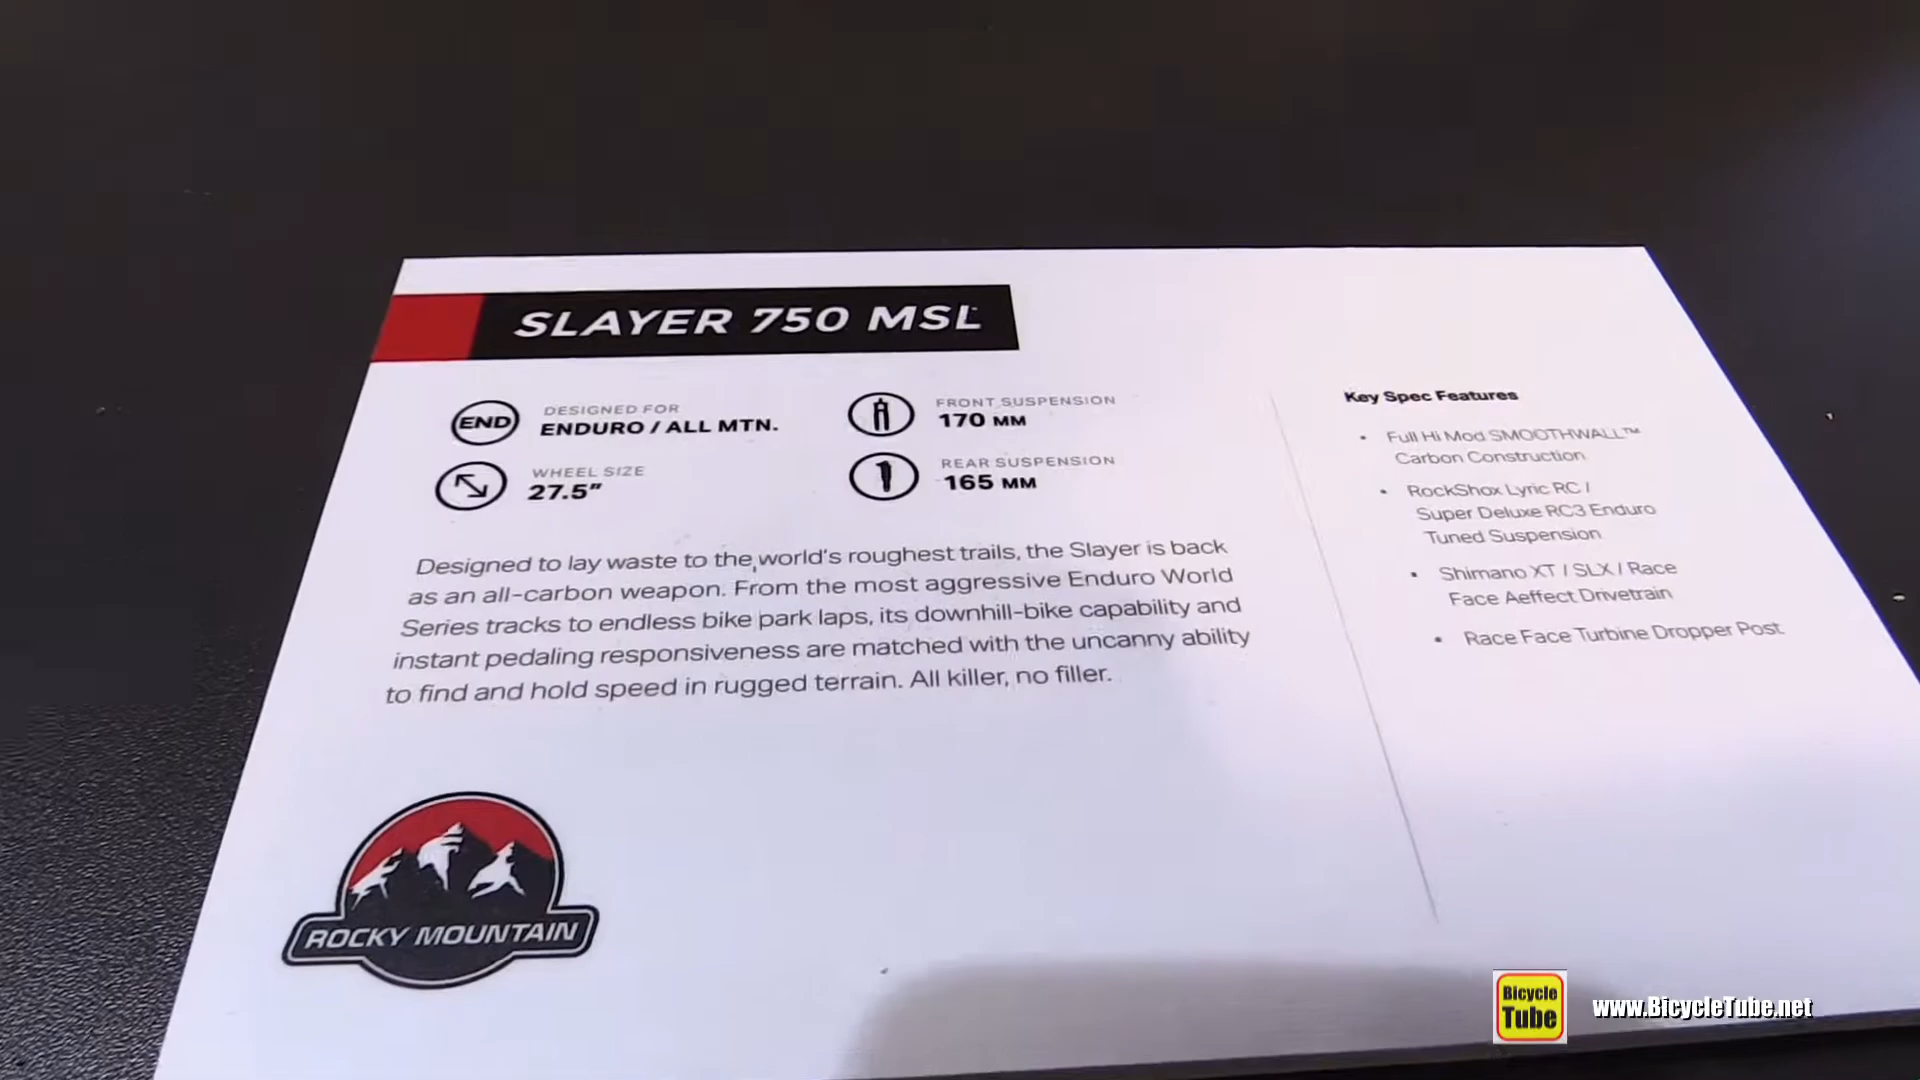 SLAYER 750 MSL™
END
DESIGNED FOR
ENDURO / ALL MTN.
WHEEL SIZE
27.5”
FRONT SUSPENSION
170 MM
REAR SUSPENSION
165 MM
Designed to lay waste to the world's roughest trails, the Slayer is back
as an all-carbon weapon. From the most aggressive Enduro World
Series tracks to endless bike park laps, its downhill-bike capability and
instant pedaling responsiveness are matched with the uncanny ability
to find and hold speed in rugged terrain. All killer, no filler.
Key Spec Features
• Full Hi Mod SMOOTHWALL™
Carbon Construction
• RockShox Lyric RC /
Super Deluxe RC3 Enduro
Tuned Suspension
• Shimano XT / SLX / Race
Face Aeffect Drivetrain
• Race Face Turbine Dropper Post
ROCKY MOUNTAIN
Bicycle
Tube
www.BicycleTube.net